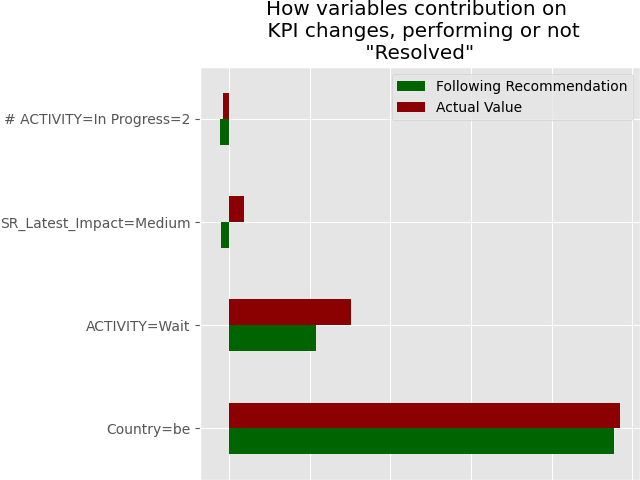 How variables contribution on
KPI changes, performing or not
"Resolved"
Following Recommendation
Actual Value
# ACTIVITY=In Progress=2
SR_Latest_Impact=Medium
ACTIVITY=Wait
Country=be